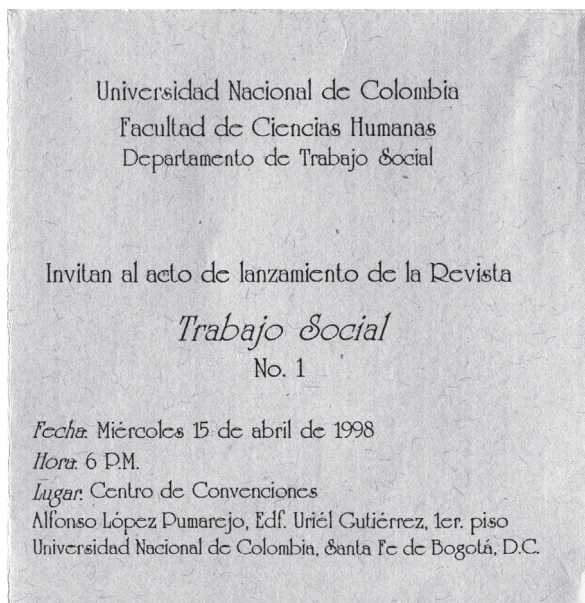 Universidad Nacional de Colombia
Facultad de Ciencias Humanas
Departamento de Trabajo Social
Invitan al acto de lanzamiento de la Revista
Trabajo Social
No. 1
Fecha: Miércoles 15 de abril de 1998
Hora: 6 P.M.
Lugar: Centro de Convenciones
Alfonso López Pumarejo, Edf. Uriél Gutiérrez, 1er. piso
Universidad Nacional de Colombia, Santa Fe de Bogotá, D.C.